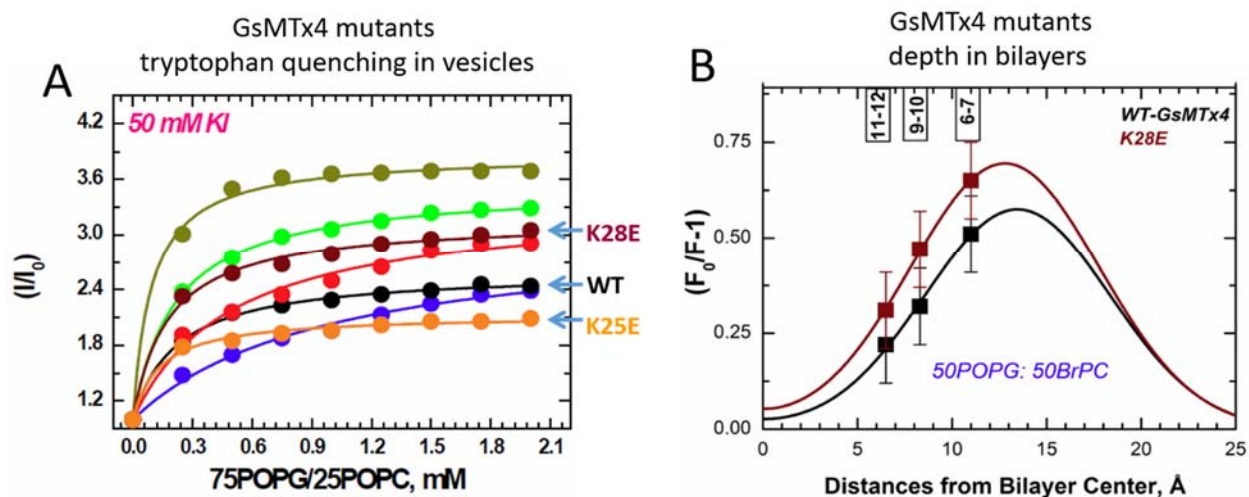 GsMTx4 mutants
tryptophan quenching in vesicles
A
50 mM KI
(I/I0)
4.2
3.6
3.0
2.4
1.8
1.2
K28E
WT
K25E
0.0 0.3 0.6 0.9 1.2 1.5 1.8 2.1
75POPG/25POPC, mM
GsMTx4 mutants
depth in bilayers
B
11-12
9-10
6-7
WT-GsMTx4
K28E
(F0/F-1)
0.75
0.50
0.25
0.00
50POPG: 50BrPC
0 5 10 15 20 25
Distances from Bilayer Center, Å